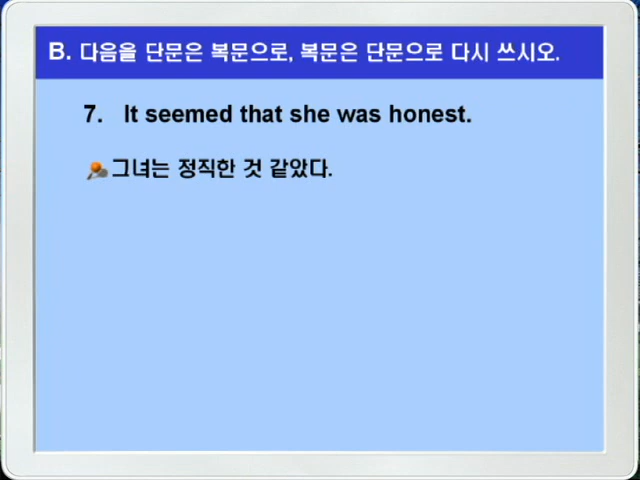 B. 다음을 단문은 복문으로, 복문은 단문으로 다시 쓰시오.
7. It seemed that she was honest.
그녀는 정직한 것 같았다.